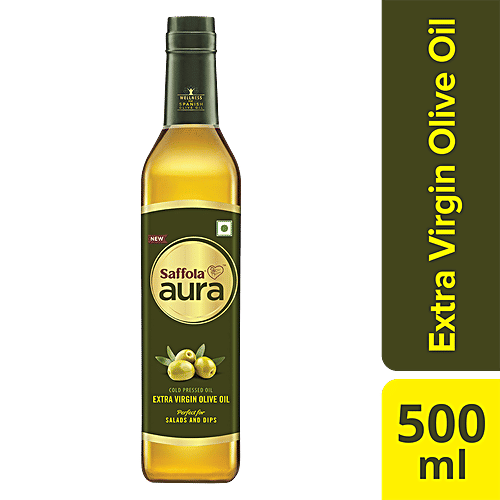 WELLNESS
SPANISH
OLIVE OIL
NEW
Saffola
aura
COLD PRESSED OIL
EXTRA VIRGIN OLIVE OIL
Perfect for
SALADS AND DIPS
Extra Virgin Olive Oil
500
ml